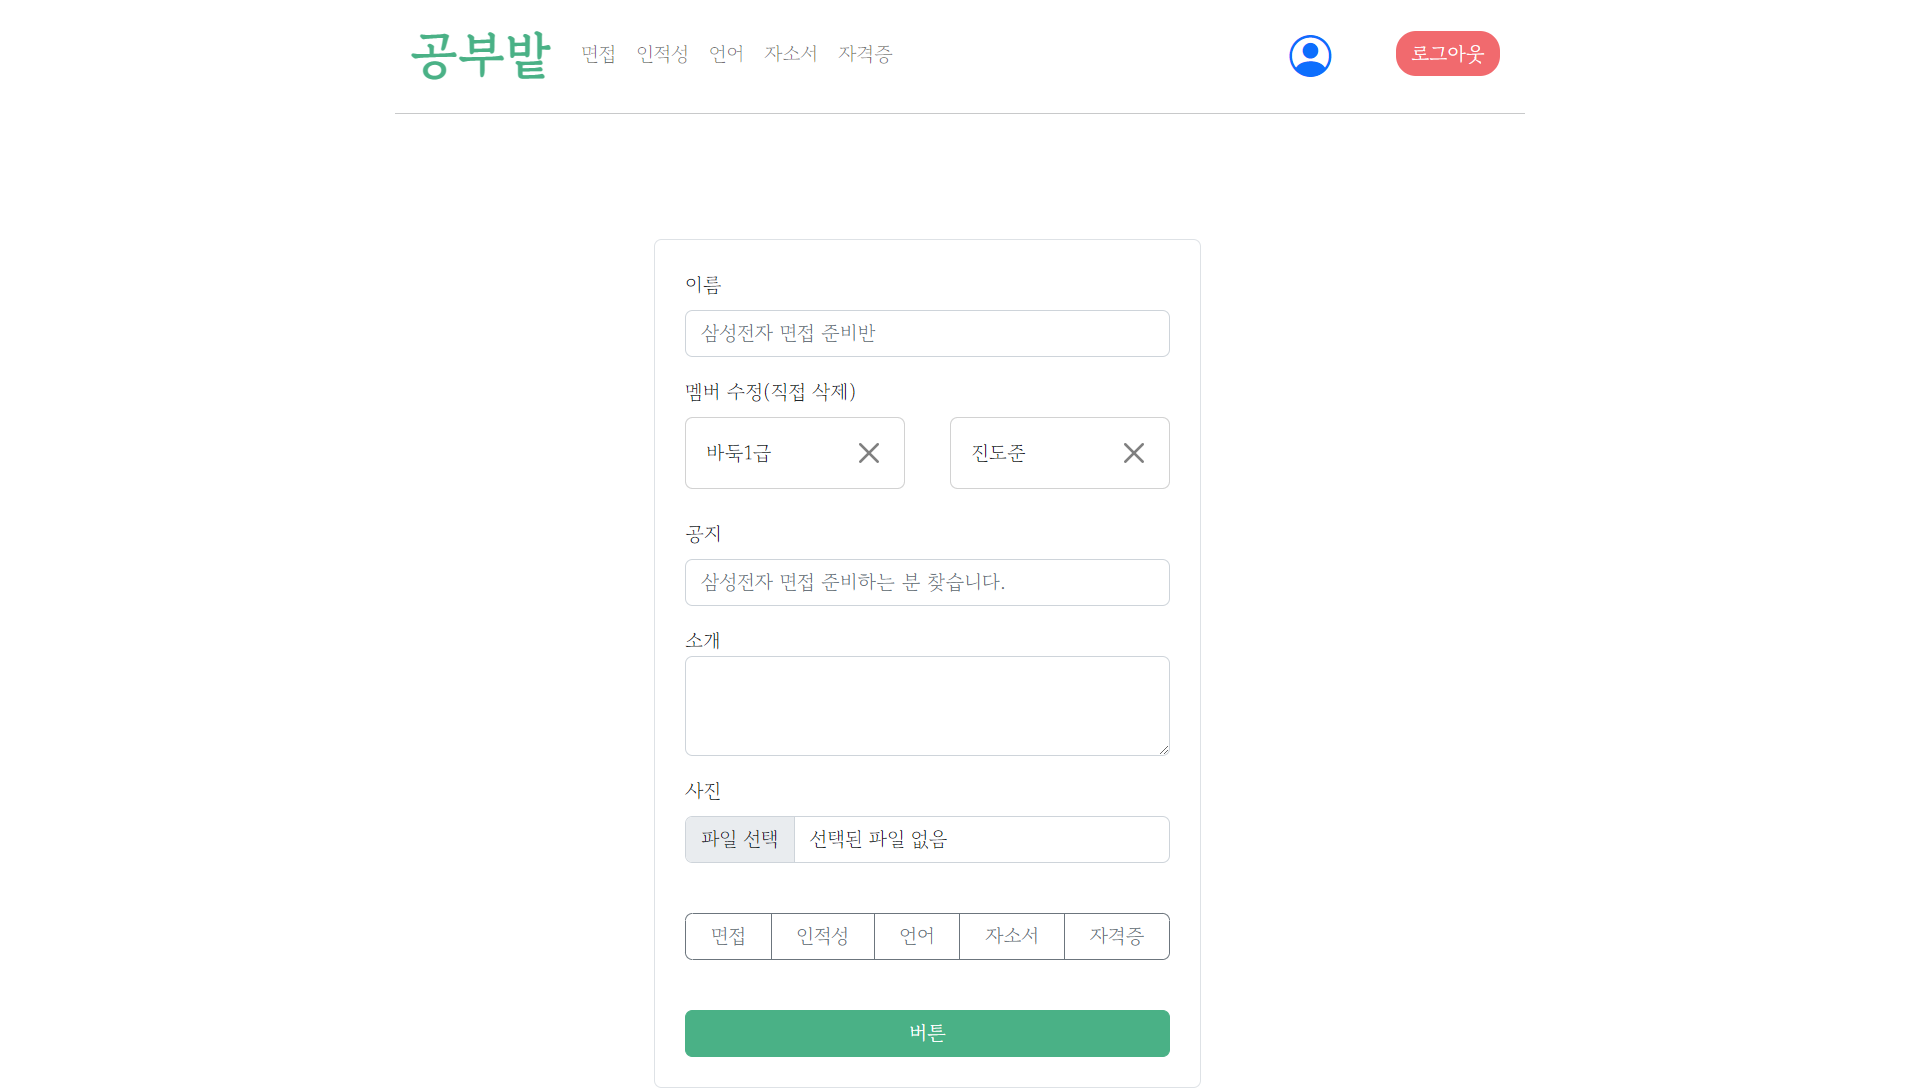 공부밭 면접 인적성 언어 자소서 자격증 로그아웃
이름
삼성전자 면접 준비반
멤버 수정(직접 삭제)
바둑1급 진도준
공지
삼성전자 면접 준비하는 분 찾습니다.
소개
사진
파일 선택 선택된 파일 없음
면접 인적성 언어 자소서 자격증
버튼